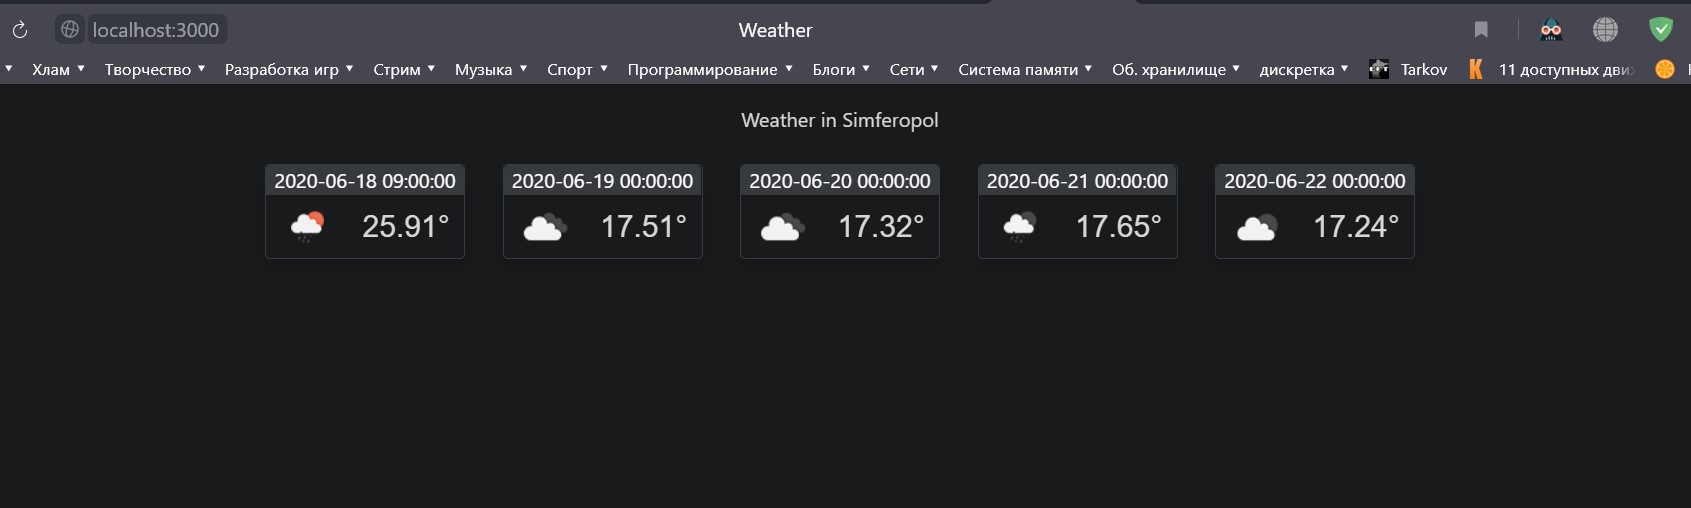 localhost:3000 Weather
Хлам Творчество Разработка игр Стрим Музыка Спорт Программирование Блоги Сети Система памяти Об. хранилище дискретка Tarkov 11 доступных
Weather in Simferopol
2020-06-18 09:00:00 2020-06-19 00:00:00 2020-06-20 00:00:00 2020-06-21 00:00:00 2020-06-22 00:00:00
25.91° 17.51° 17.32° 17.65° 17.24°